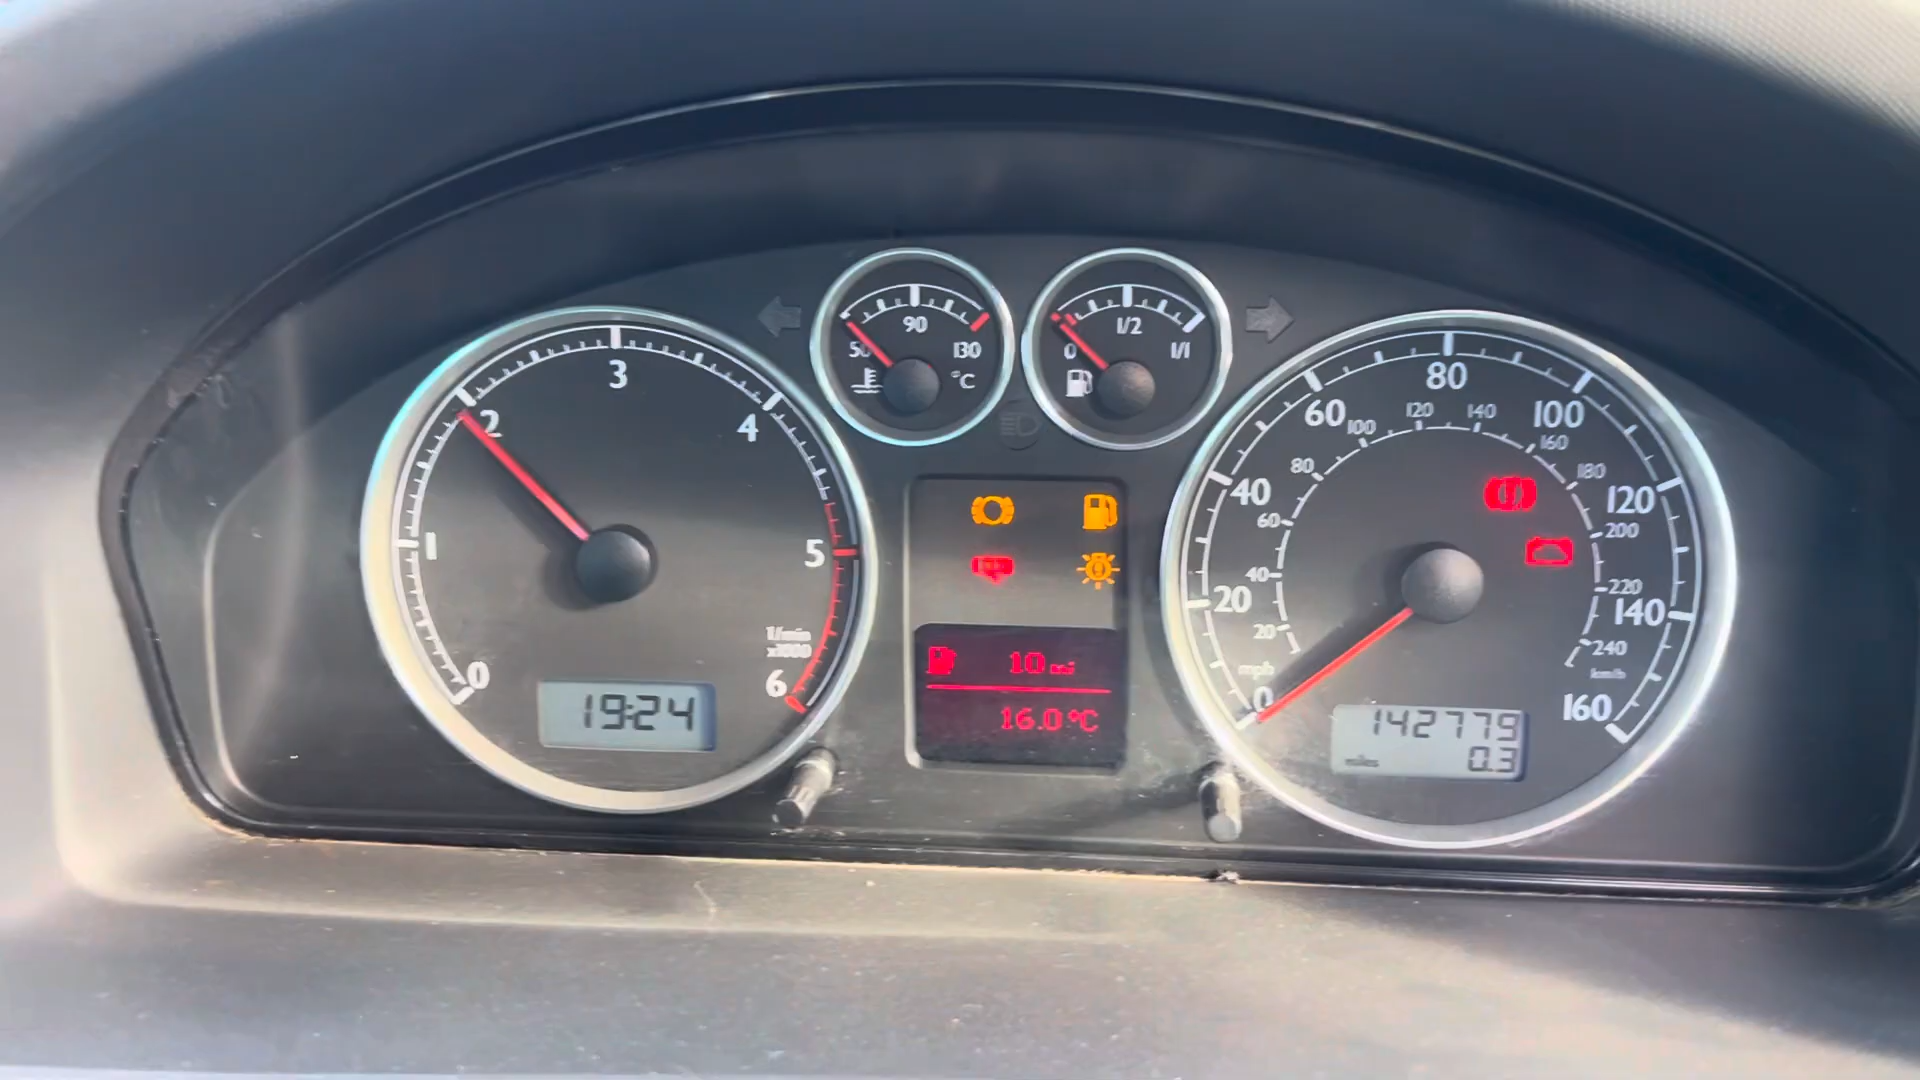 50 90 130
°C
0 1/2 1/1
0 1 2 3 4 5 6
1/min
x1000
19:24
10 mi
16.0°C
0 20 40 60 80 100 120 140 160
mph
20 40 60 80 100 120 140 160 180 200 220 240
km/h
142779
miles 0.3